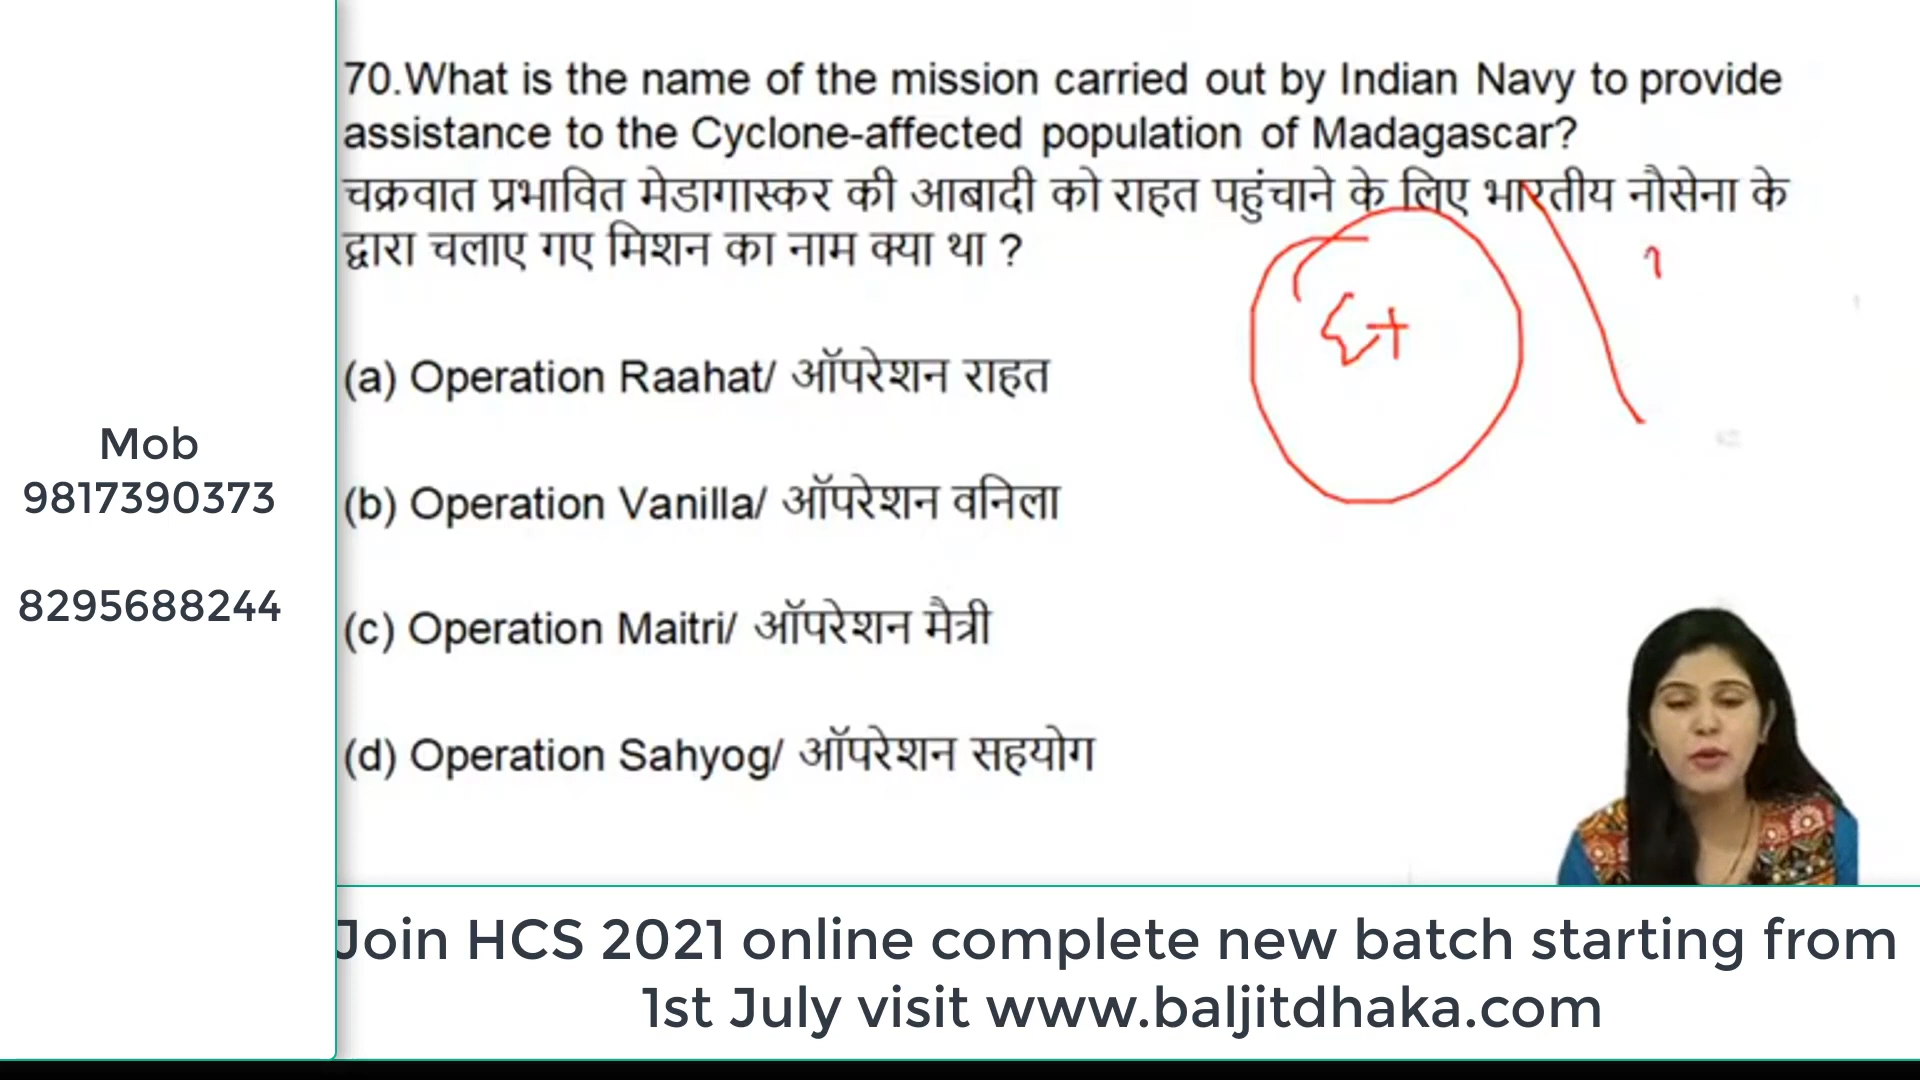 70.What is the name of the mission carried out by Indian Navy to provide
assistance to the Cyclone-affected population of Madagascar?
चक्रवात प्रभावित मेडागास्कर की आबादी को राहत पहुंचाने के लिए भारतीय नौसेना के
द्वारा चलाए गए मिशन का नाम क्या था ?
(a) Operation Raahat/ ऑपरेशन राहत
(b) Operation Vanilla/ ऑपरेशन वनिला
(c) Operation Maitri/ ऑपरेशन मैत्री
(d) Operation Sahyog/ ऑपरेशन सहयोग
Mob
9817390373
8295688244
Join HCS 2021 online complete new batch starting from
1st July visit www.baljitdhaka.com